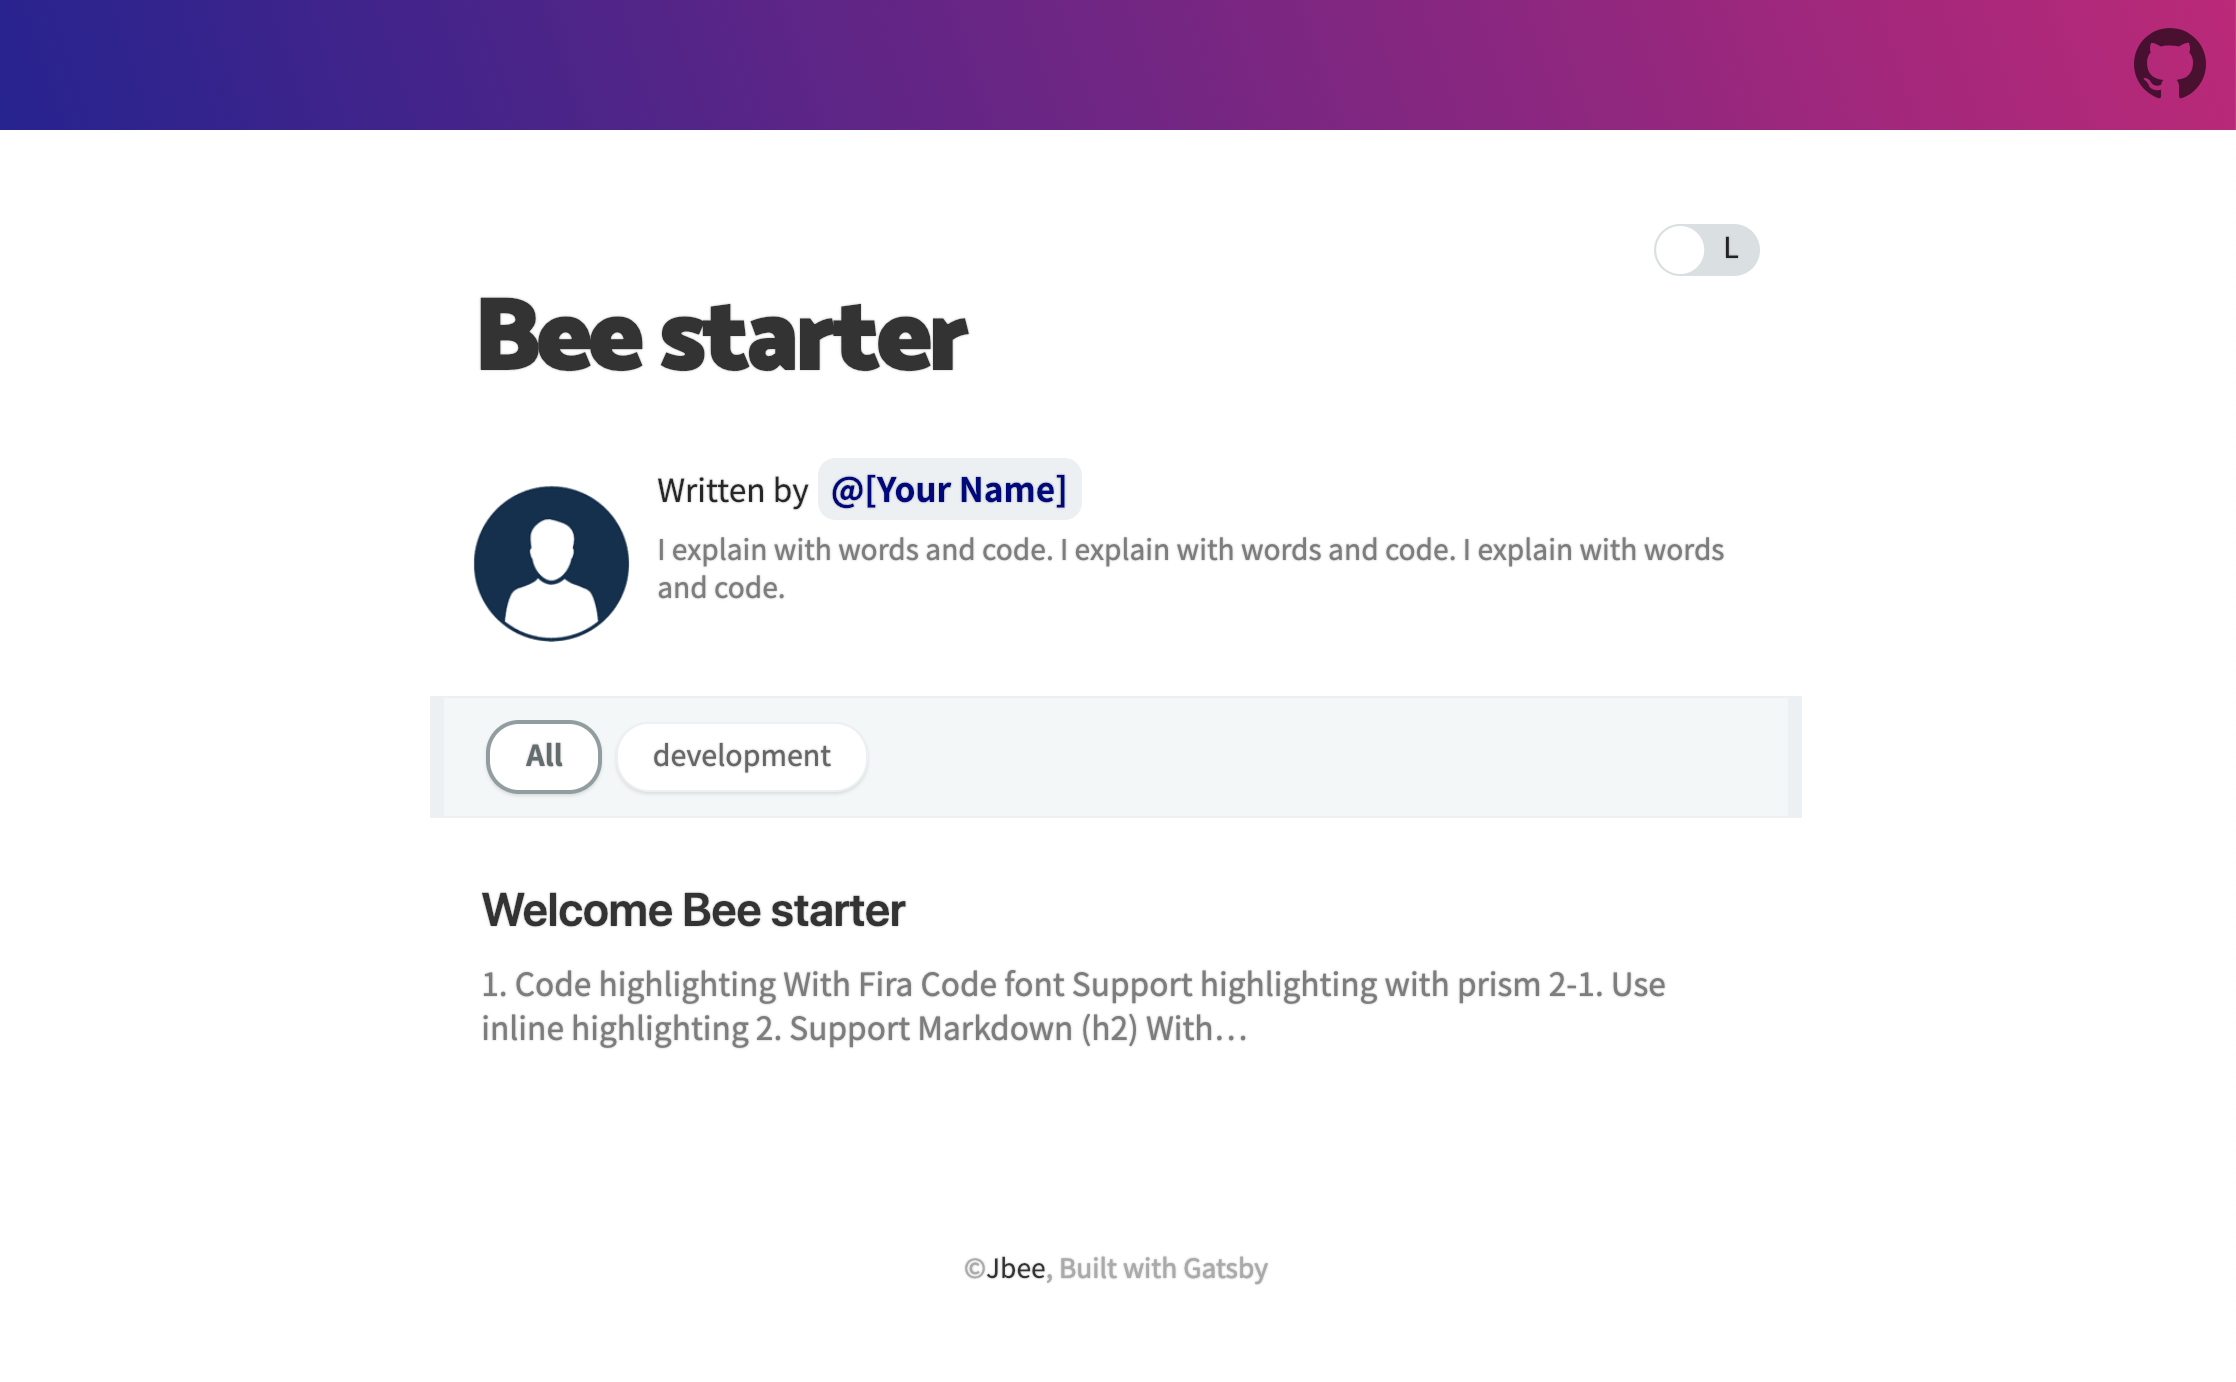 L
Bee starter
Written by @[Your Name]
I explain with words and code. I explain with words and code. I explain with words
and code.
All development
Welcome Bee starter
1. Code highlighting With Fira Code font Support highlighting with prism 2-1. Use
inline highlighting 2. Support Markdown (h2) With…
©Jbee, Built with Gatsby